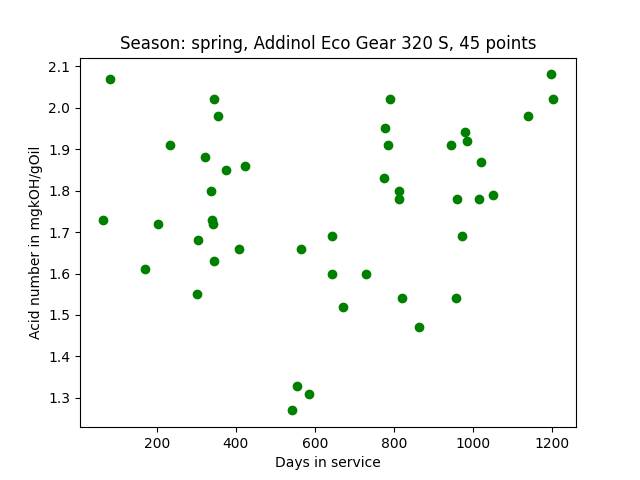 Season: spring, Addinol Eco Gear 320 S, 45 points
Acid number in mgkOH/gOil
2.1
2.0
1.9
1.8
1.7
1.6
1.5
1.4
1.3
200 400 600 800 1000 1200
Days in service